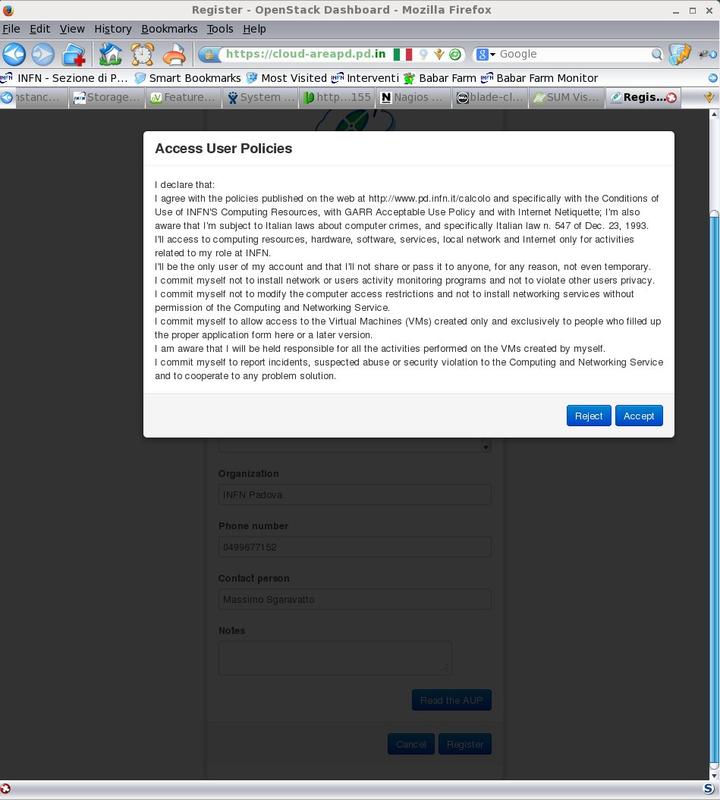 Register - OpenStack Dashboard - Mozilla Firefox
File Edit View History Bookmarks Tools Help
https://cloud-areapd.pd.in Google
INFN - Sezione di P... Smart Bookmarks Most Visited Interventi Babar Farm Babar Farm Monitor
nstanc... Storage... Feature... System ... http...155 Nagios ... blade-cl... SUM Vis... Regis...
Access User Policies
I declare that:
I agree with the policies published on the web at http://www.pd.infn.it/calcolo and specifically with the Conditions of
Use of INFN'S Computing Resources, with GARR Acceptable Use Policy and with Internet Netiquette; I'm also
aware that I'm subject to Italian laws about computer crimes, and specifically Italian law n. 547 of Dec. 23, 1993.
I'll access to computing resources, hardware, software, services, local network and Internet only for activities
related to my role at INFN.
I'll be the only user of my account and that I'll not share or pass it to anyone, for any reason, not even temporary.
I commit myself not to install network or users activity monitoring programs and not to violate other users privacy.
I commit myself not to modify the computer access restrictions and not to install networking services without
permission of the Computing and Networking Service.
I commit myself to allow access to the Virtual Machines (VMs) created only and exclusively to people who filled up
the proper application form here or a later version.
I am aware that I will be held responsible for all the activities performed on the VMs created by myself.
I commit myself to report incidents, suspected abuse or security violation to the Computing and Networking Service
and to cooperate to any problem solution.
Reject Accept
Organization
INFN Padova
Phone number
0499677152
Contact person
Massimo Sgaravatto
Notes
Read the AUP
Cancel Register